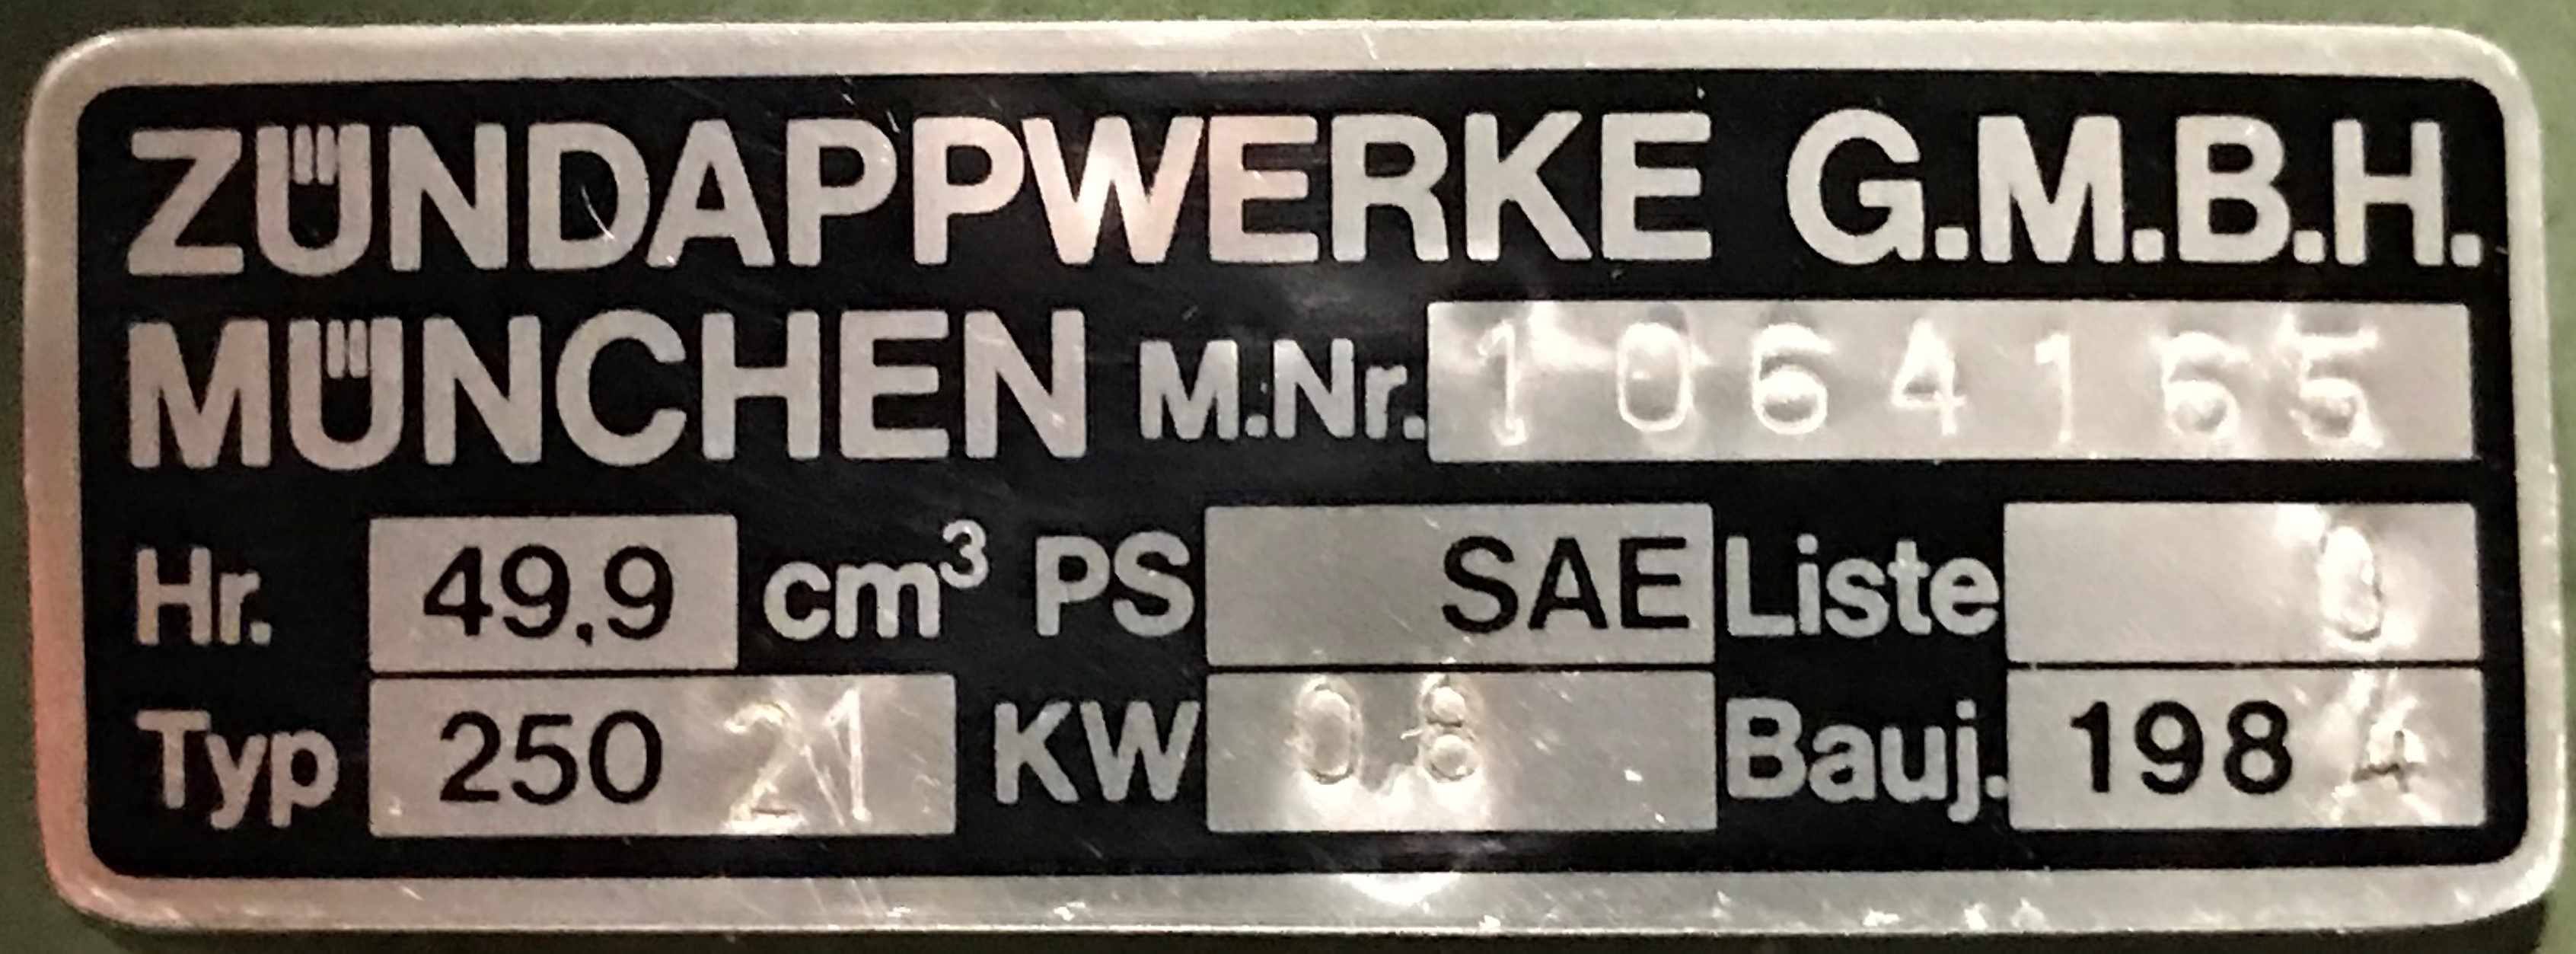 ZÜNDAPPWERKE G.M.B.H.
MÜNCHEN M.Nr. 1064165
Hr. 49,9 cm³ PS SAE Liste 0
Typ 250 21 KW 0,8 Bauj. 198 4